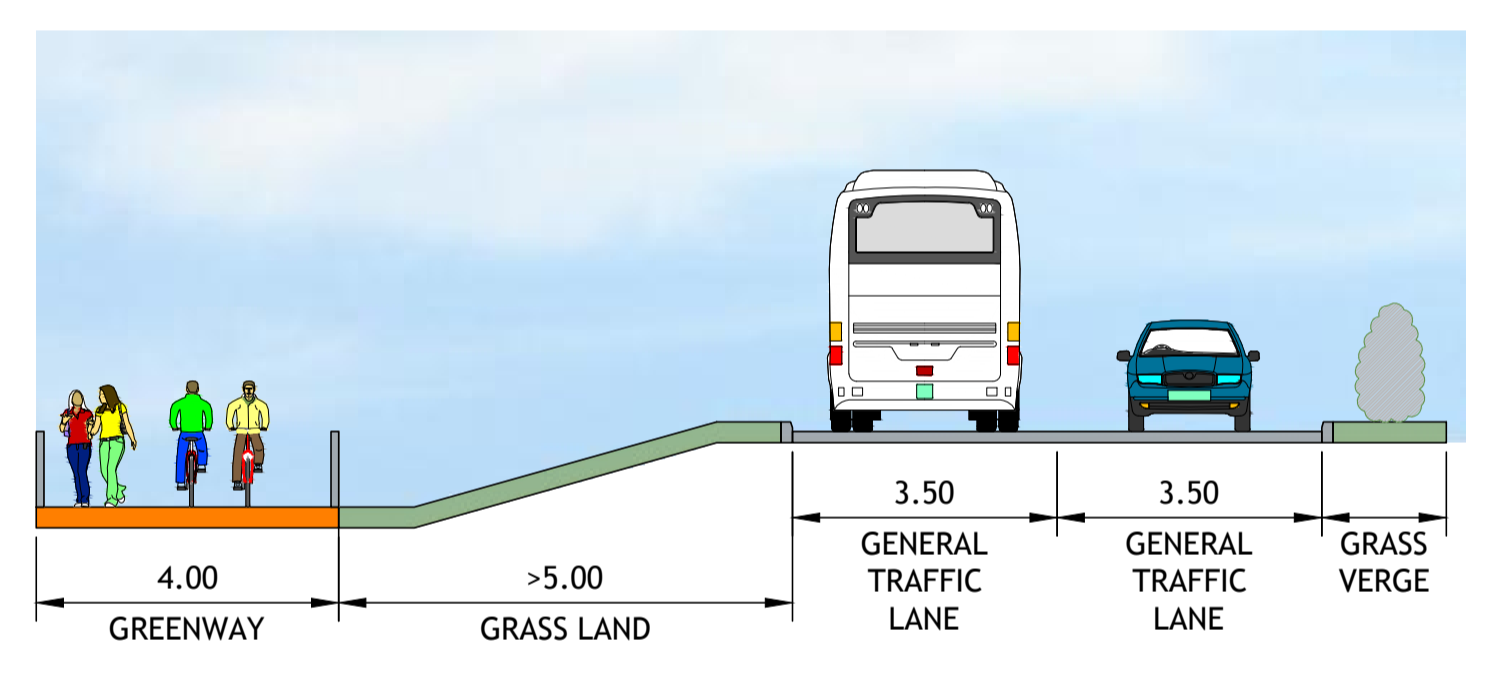 4.00
GREENWAY
>5.00
GRASS LAND
3.50
GENERAL
TRAFFIC
LANE
3.50
GENERAL
TRAFFIC
LANE
GRASS
VERGE